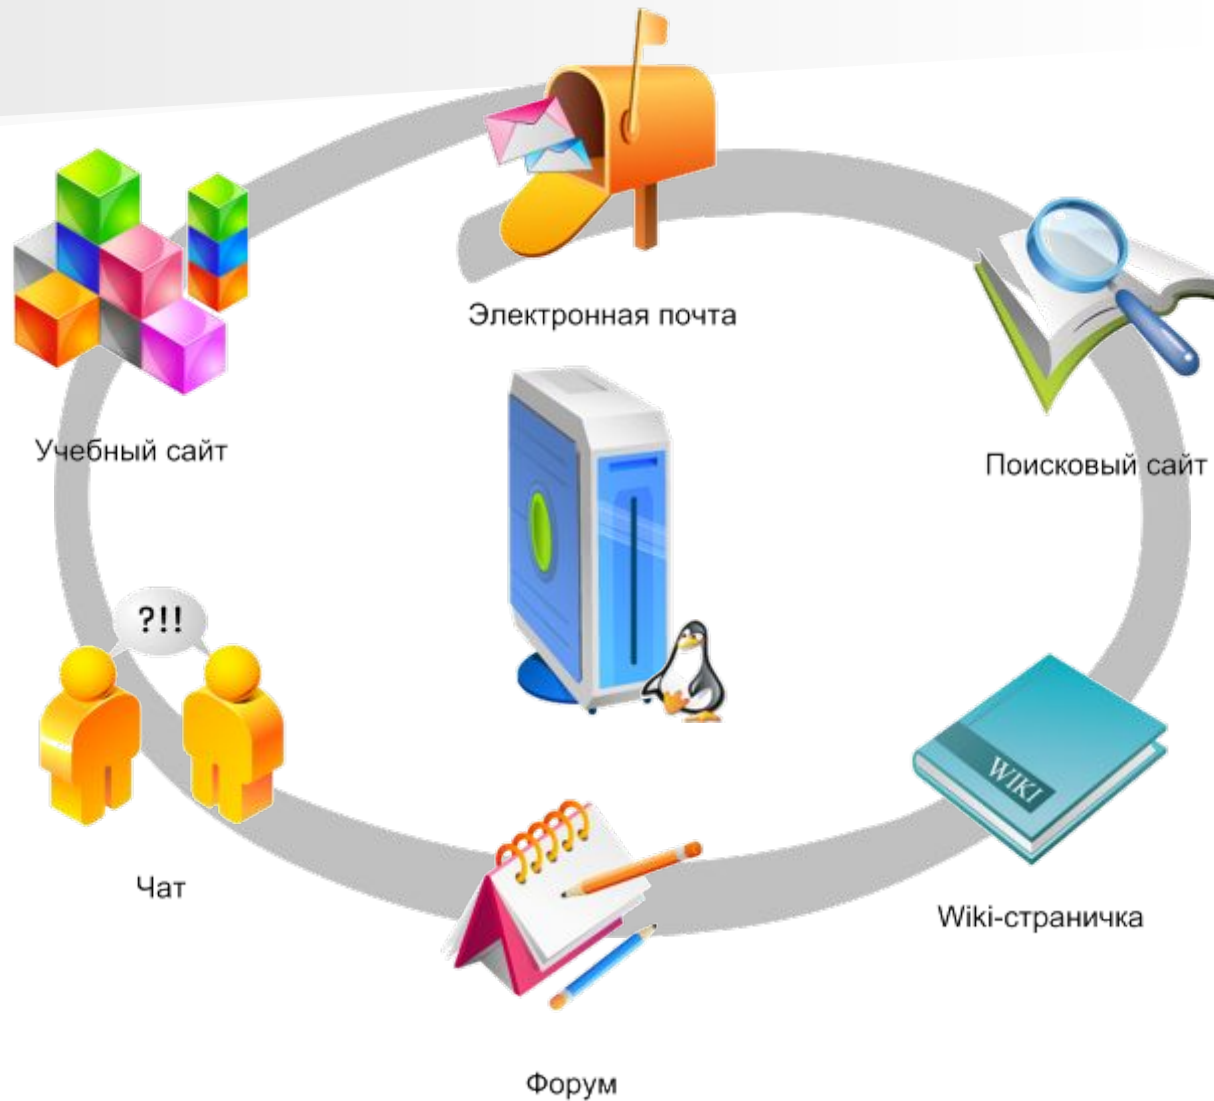 Электронная почта
Учебный сайт
Поисковый сайт
?!!
WIKI
Чат
Wiki-страничка
Форум